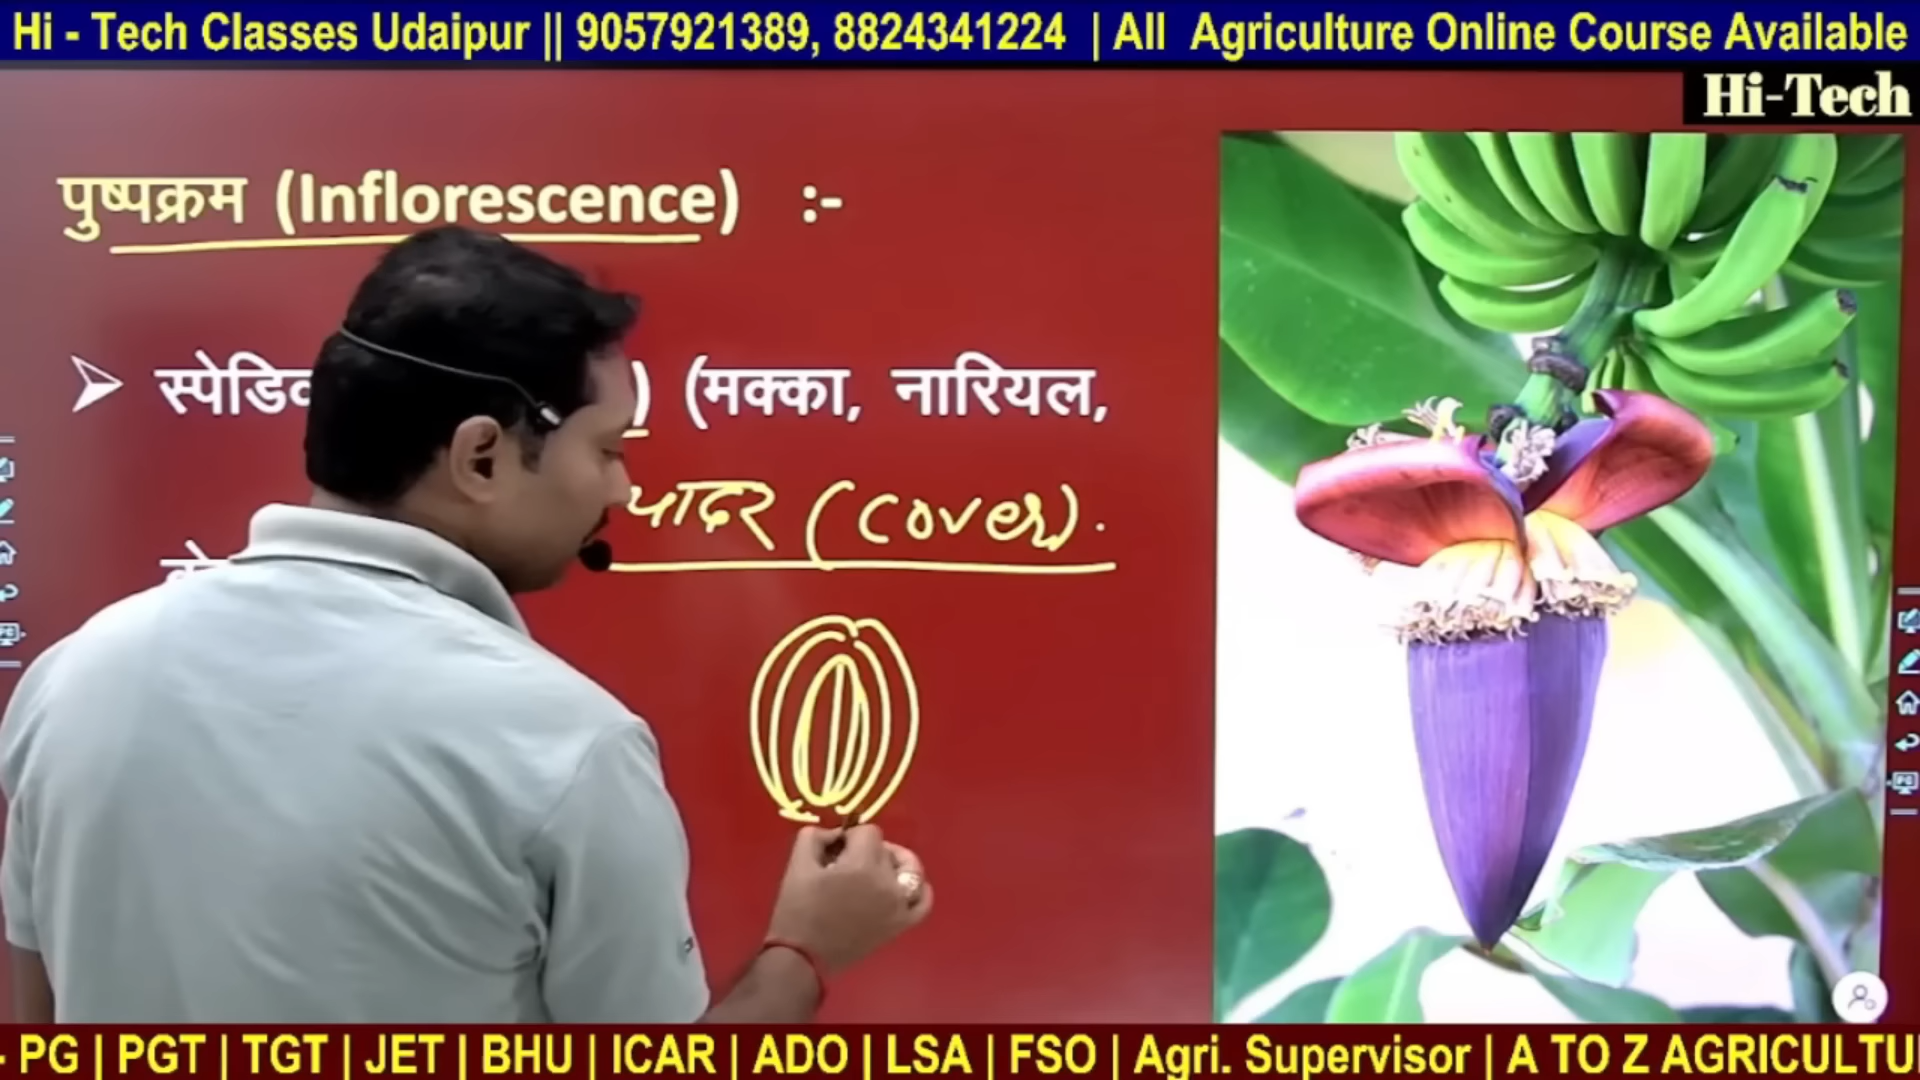 Hi - Tech Classes Udaipur || 9057921389, 8824341224 | All Agriculture Online Course Available
Hi-Tech
पुष्पक्रम (Inflorescence) :-
) (मक्का, नारियल,
(Cover).
- PG | PGT | TGT | JET | BHU | ICAR | ADO | LSA | FSO | Agri. Supervisor | A TO Z AGRICULTU